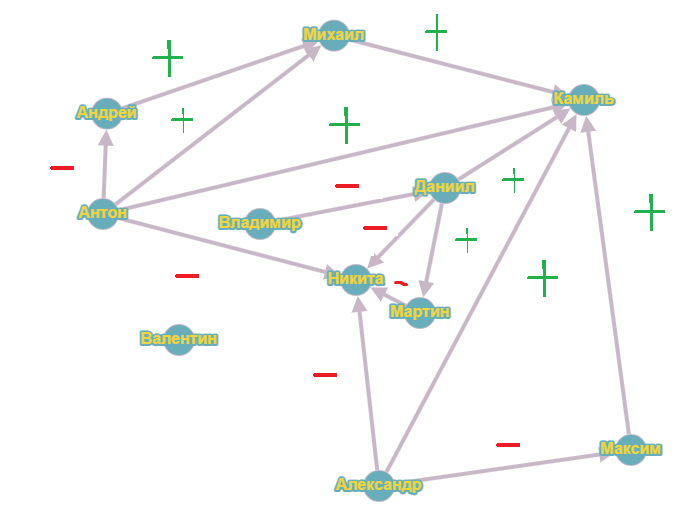 Михаил
Камиль
Андрей
Даниил
Антон
Владимир
Никита
Мартин
Валентин
Максим
Александр